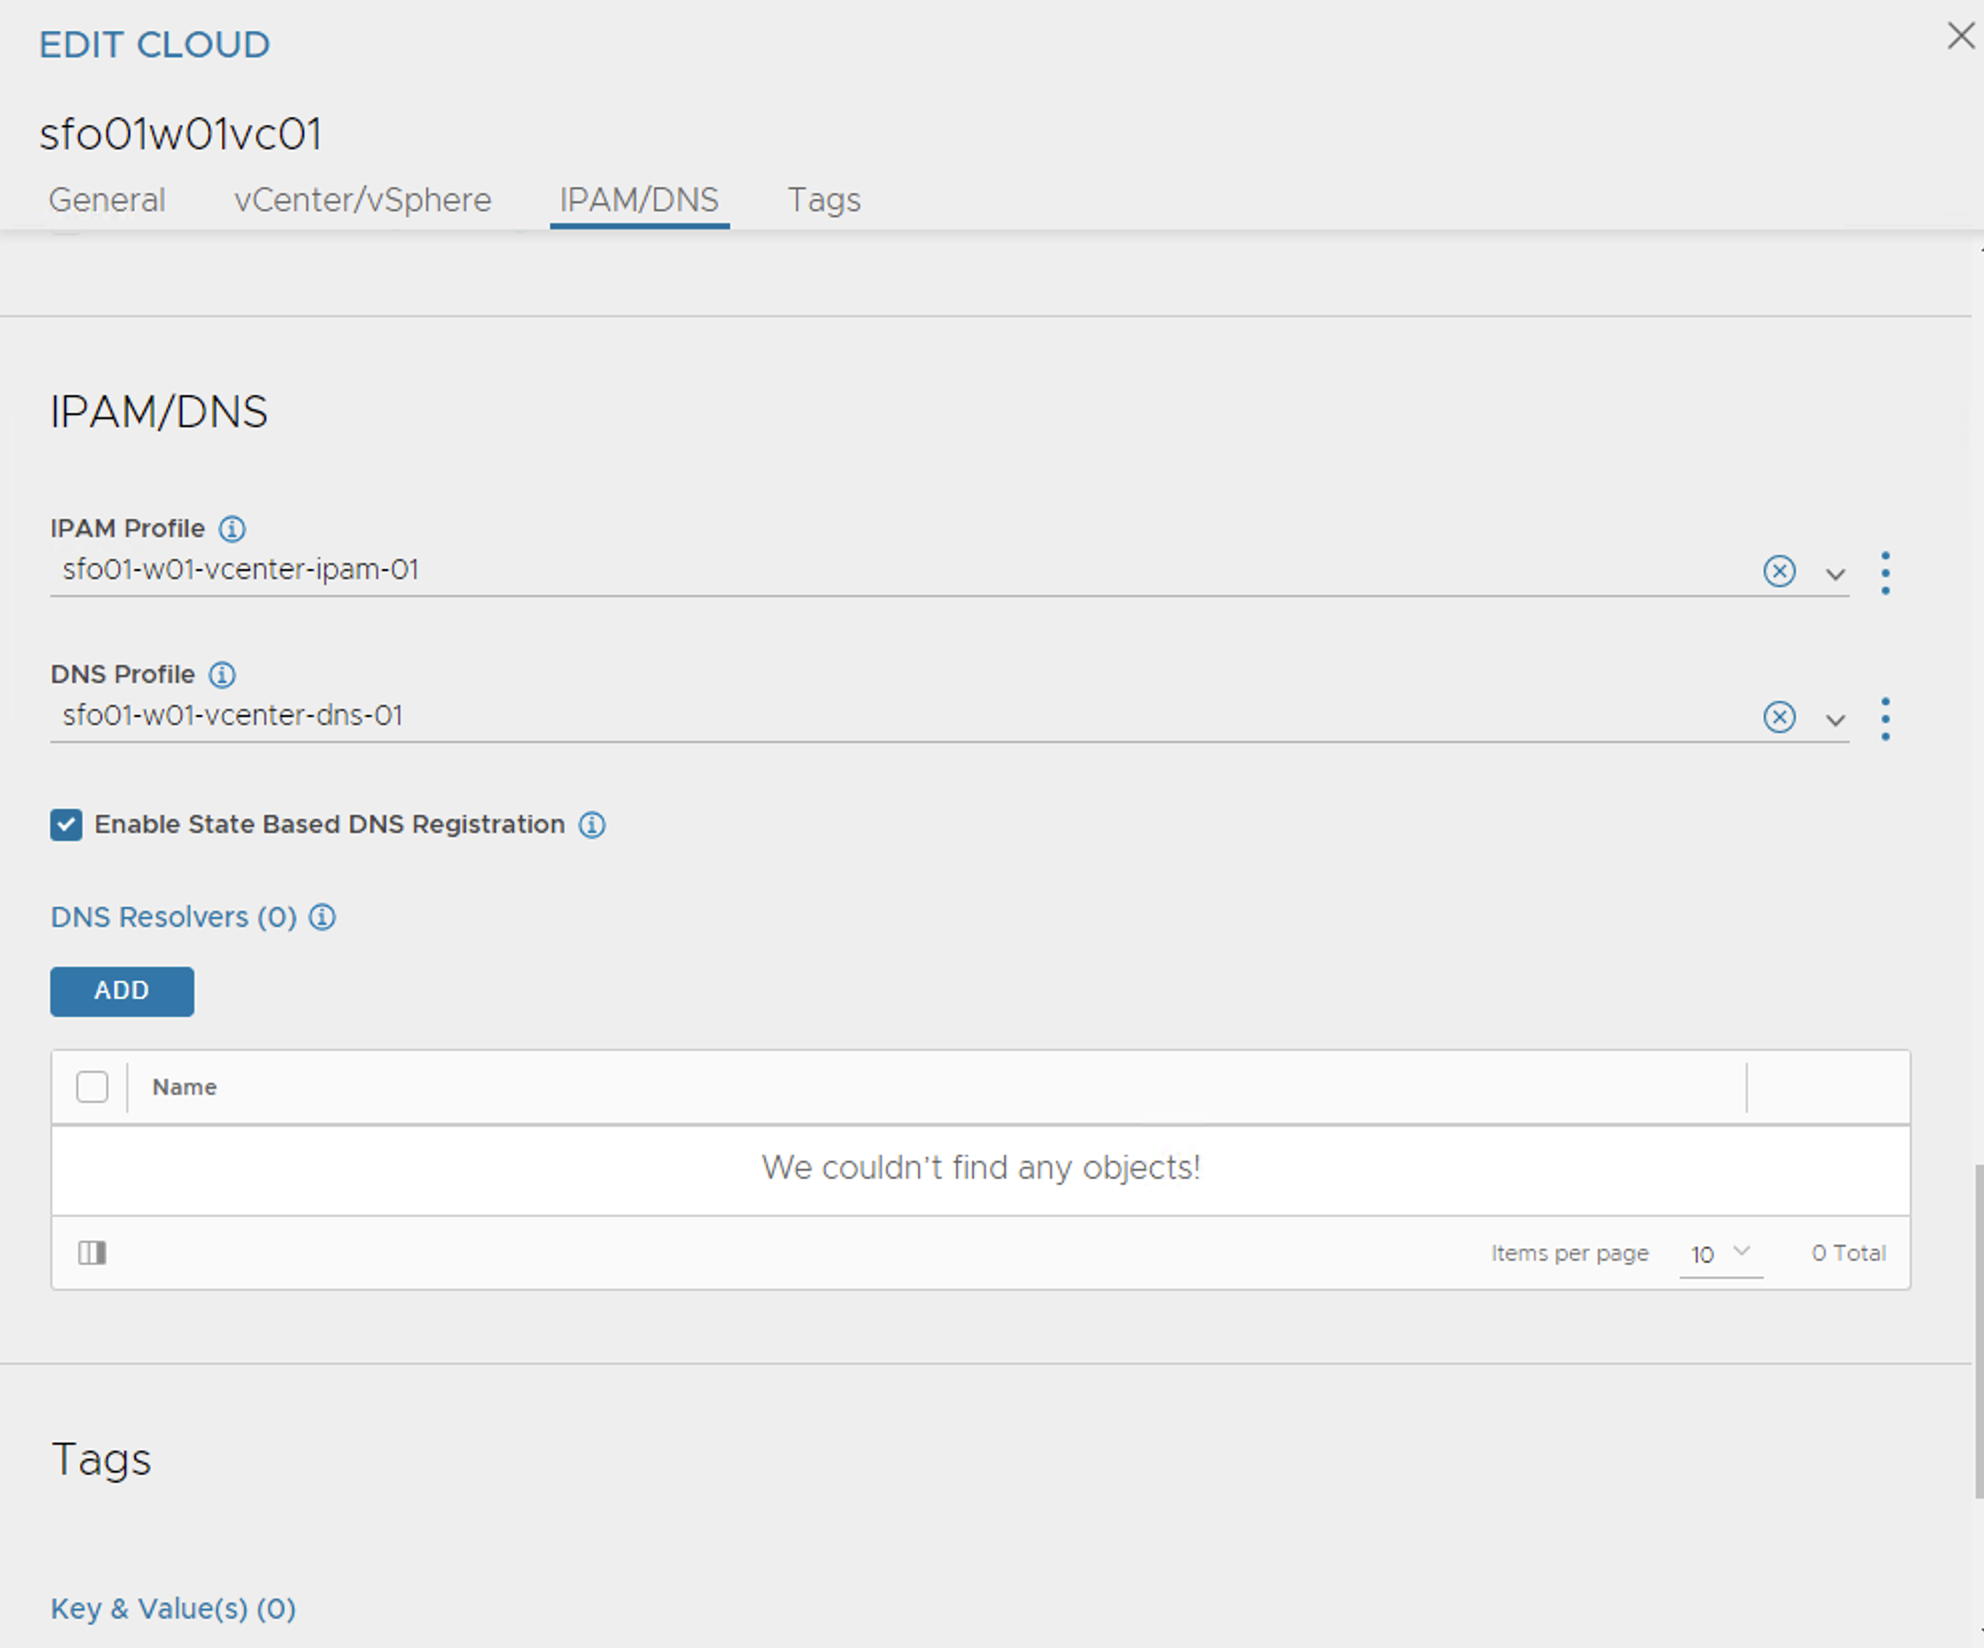 EDIT CLOUD
sfo01w01vc01
General vCenter/vSphere IPAM/DNS Tags
IPAM/DNS
IPAM Profile
sfo01-w01-vcenter-ipam-01
DNS Profile
sfo01-w01-vcenter-dns-01
Enable State Based DNS Registration
DNS Resolvers (0)
ADD
Name
We couldn't find any objects!
Items per page 10 0 Total
Tags
Key & Value(s) (0)